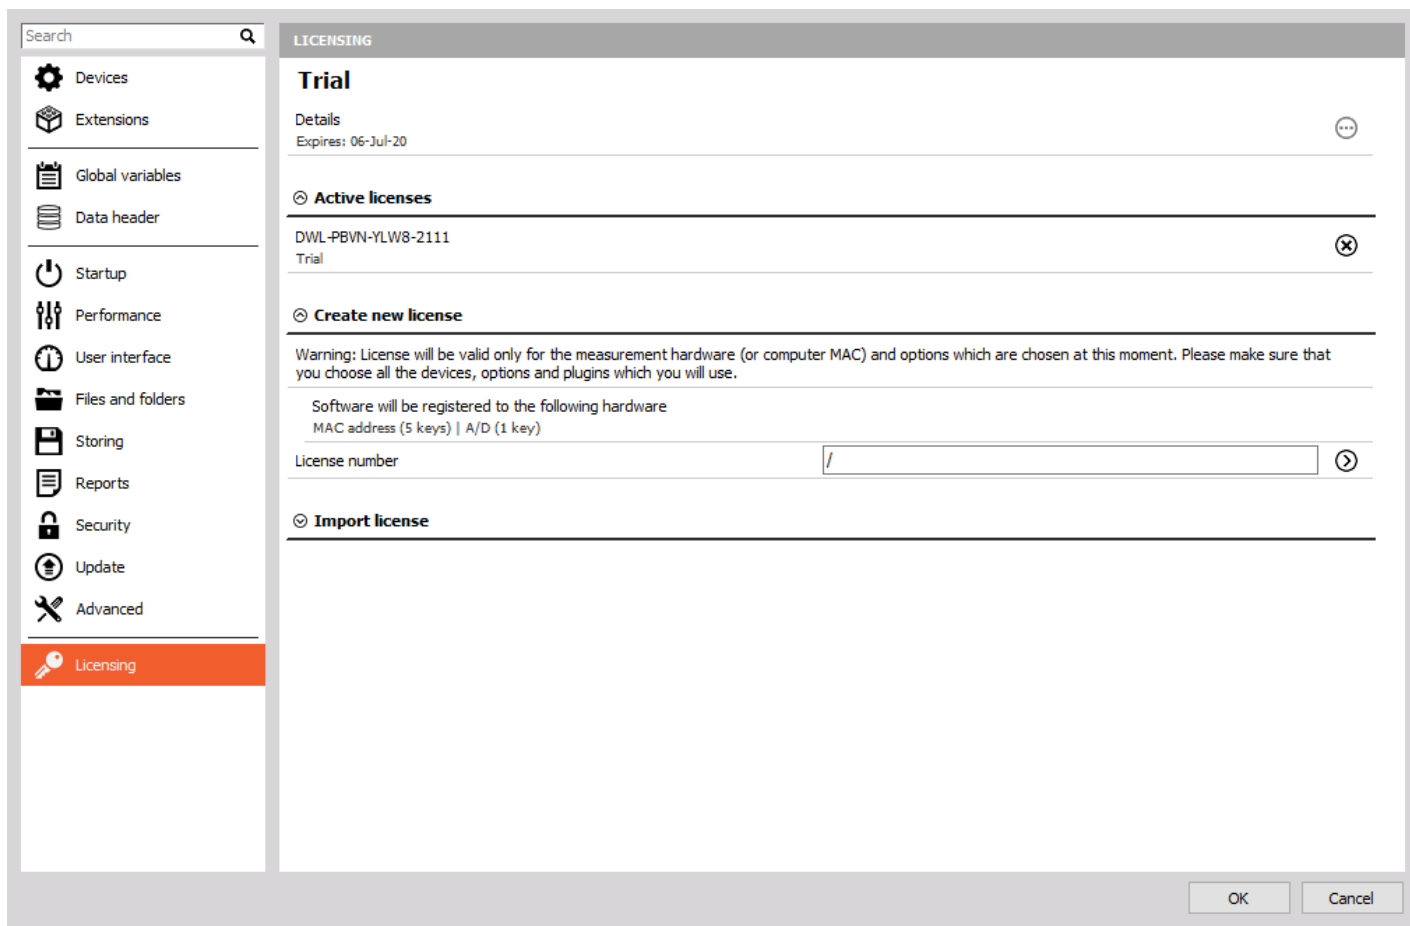 Search
Devices
Extensions
Global variables
Data header
Startup
Performance
User interface
Files and folders
Storing
Reports
Security
Update
Advanced
Licensing
LICENSING
Trial
Details
Expires: 06-Jul-20
Active licenses
DWL-PBVN-YLW8-2111
Trial
Create new license
Warning: License will be valid only for the measurement hardware (or computer MAC) and options which are chosen at this moment. Please make sure that
you choose all the devices, options and plugins which you will use.
Software will be registered to the following hardware
MAC address (5 keys) | A/D (1 key)
License number /
Import license
OK Cancel